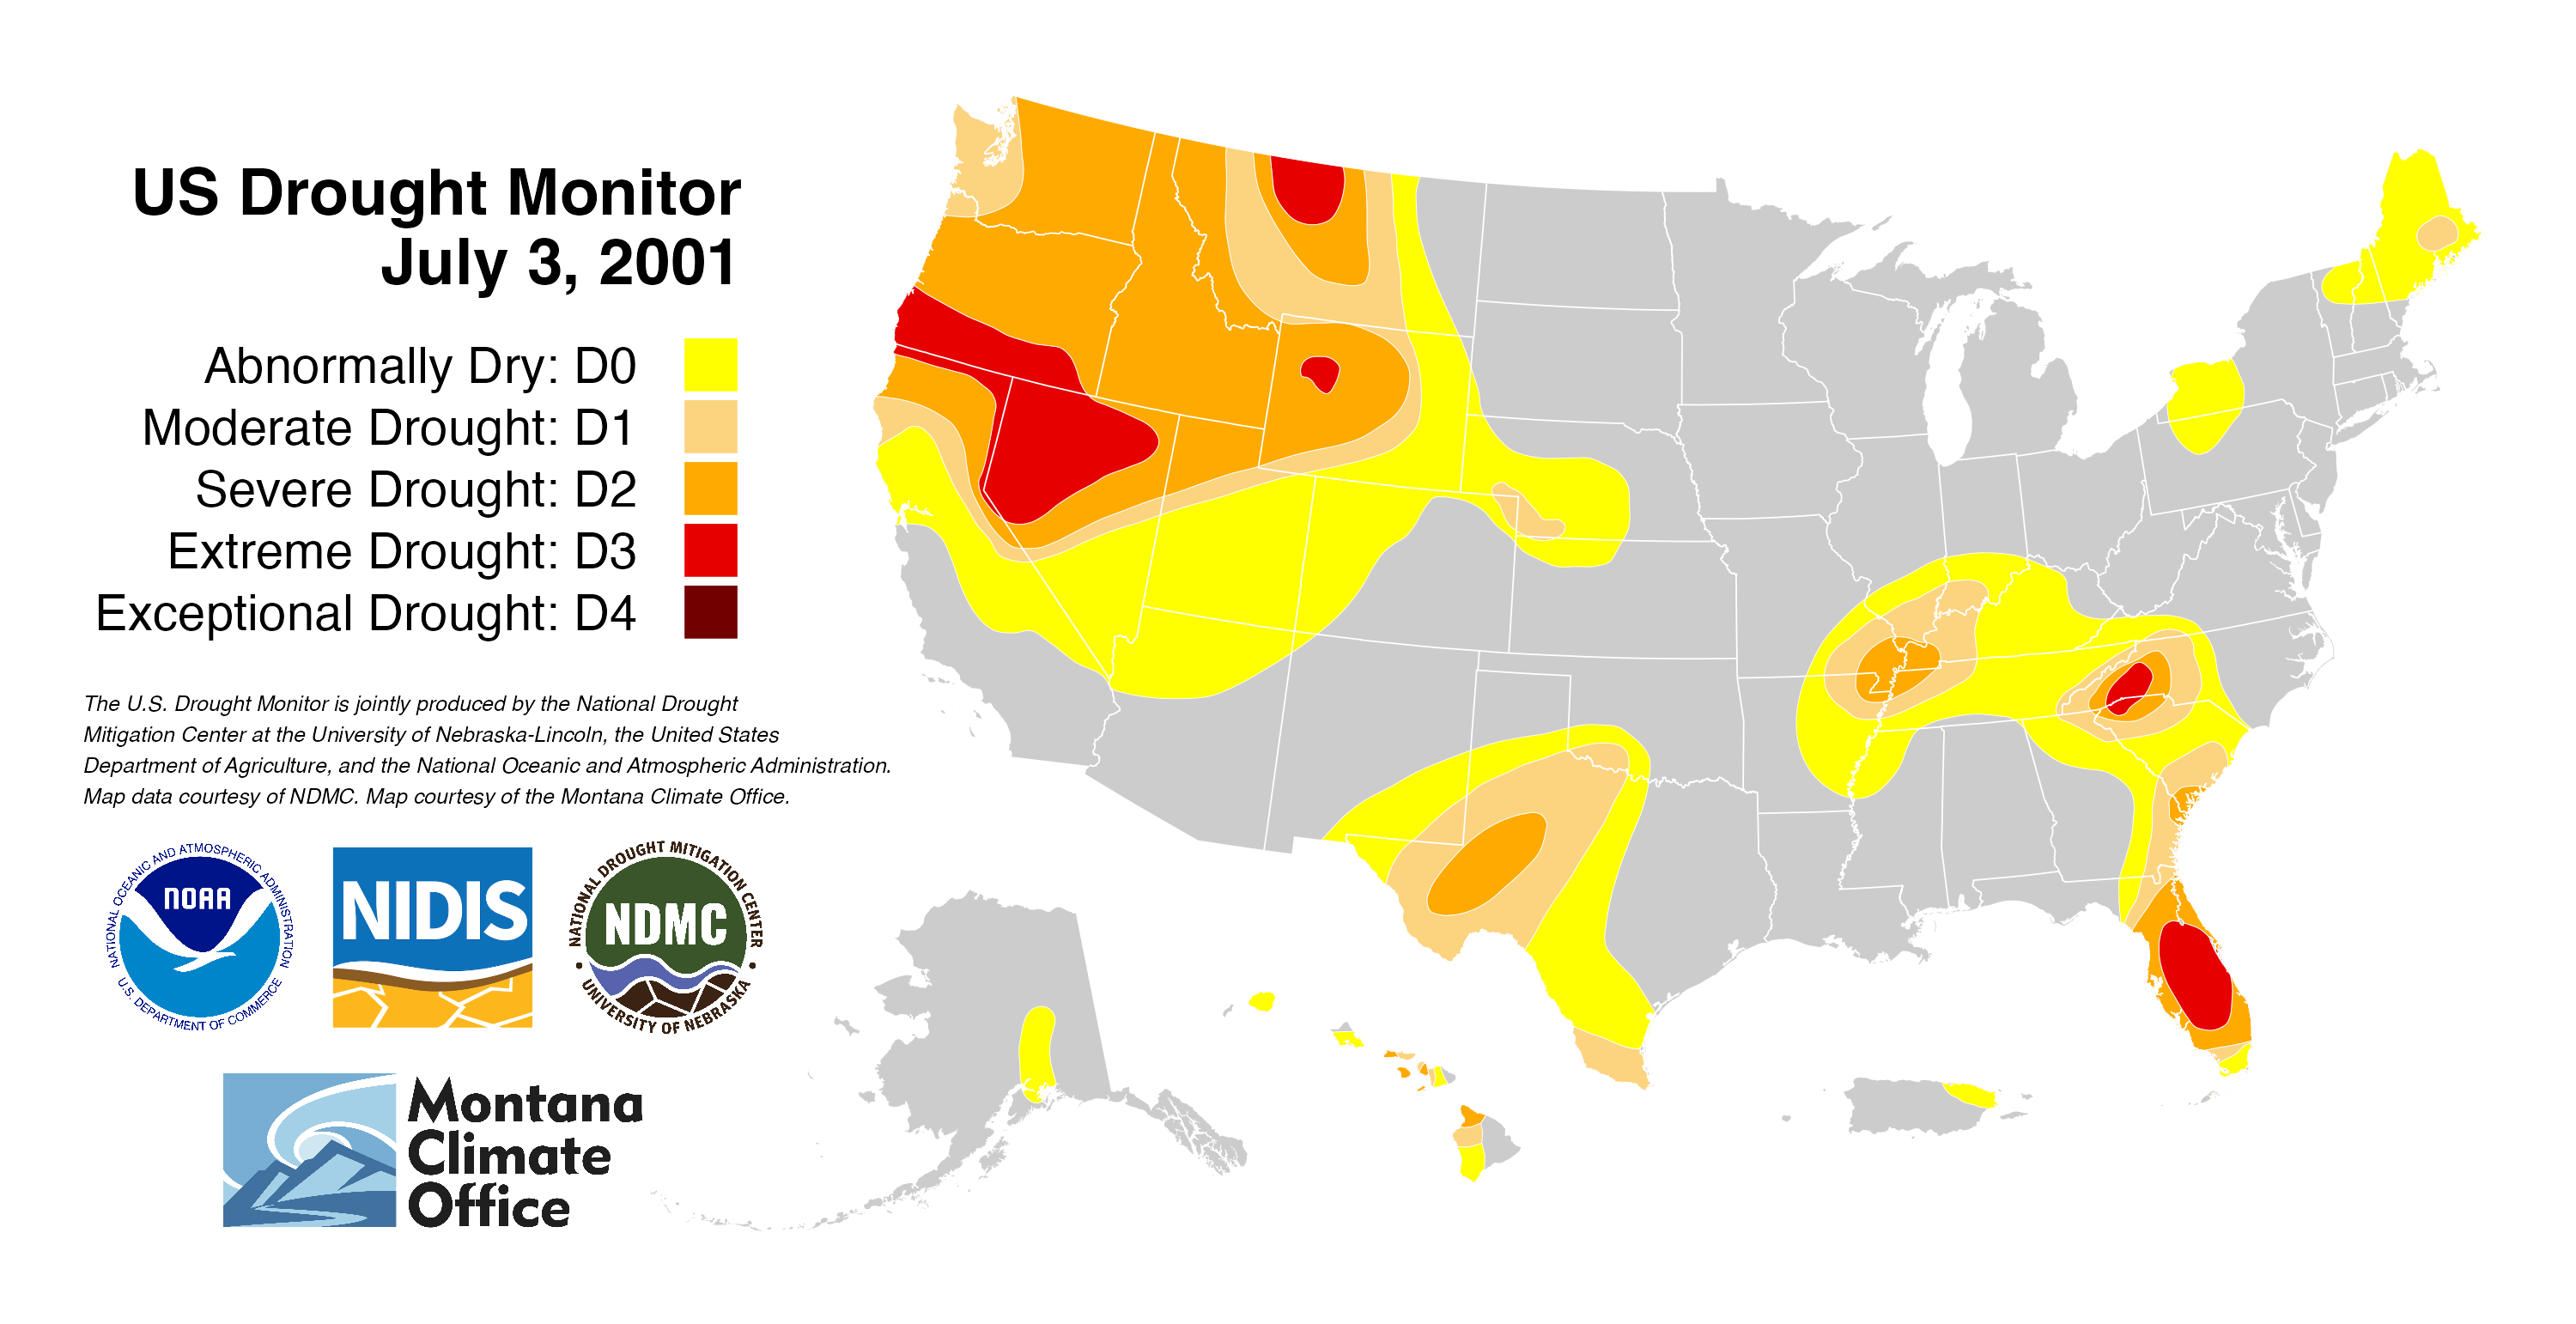 US Drought Monitor
July 3, 2001
Abnormally Dry: D0
Moderate Drought: D1
Severe Drought: D2
Extreme Drought: D3
Exceptional Drought: D4
The U.S. Drought Monitor is jointly produced by the National Drought
Mitigation Center at the University of Nebraska-Lincoln, the United States
Department of Agriculture, and the National Oceanic and Atmospheric Administration.
Map data courtesy of NDMC. Map courtesy of the Montana Climate Office.
NATIONAL OCEANIC AND ATMOSPHERIC ADMINISTRATION
NOAA
U.S. DEPARTMENT OF COMMERCE
NIDIS
NATIONAL DROUGHT MITIGATION CENTER
NDMC
UNIVERSITY OF NEBRASKA
Montana
Climate
Office